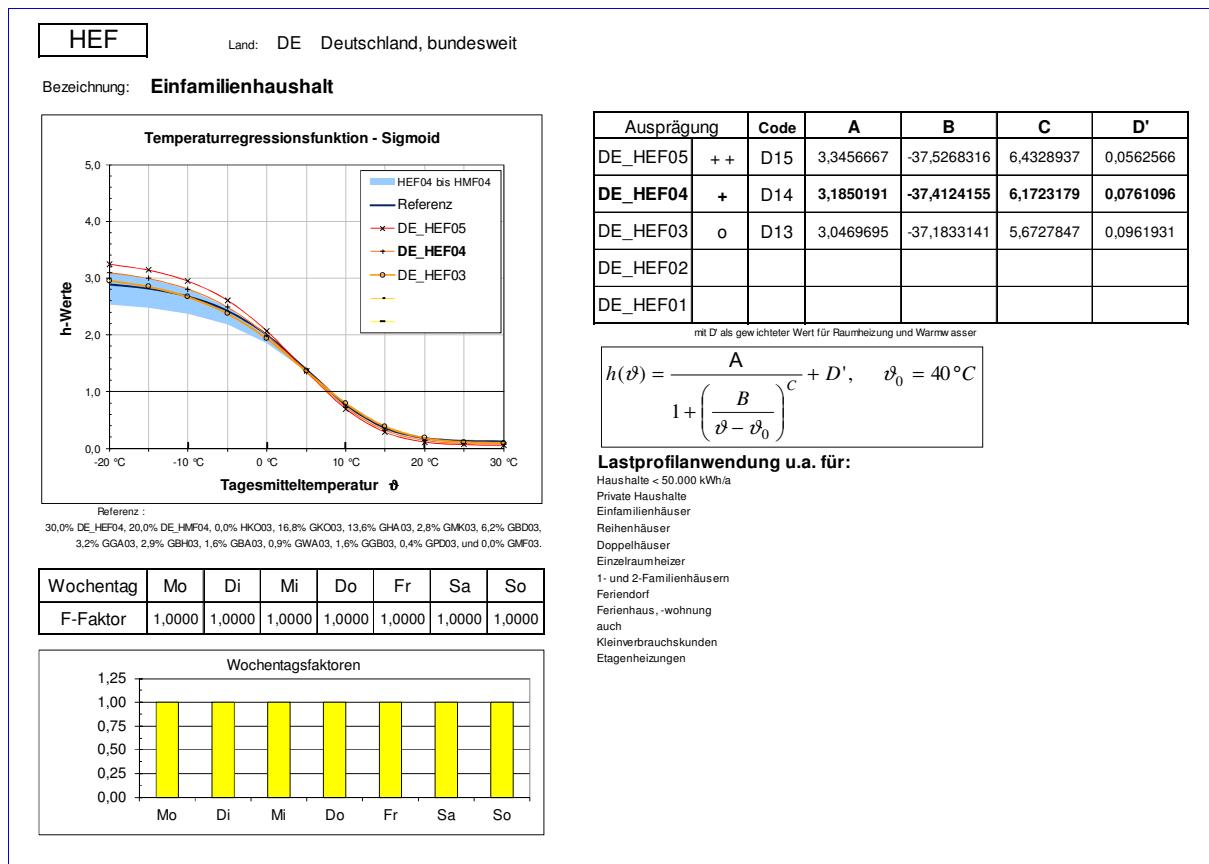 HEF
Land: DE Deutschland, bundesweit
Bezeichnung: Einfamilienhaushalt
Temperaturregressionsfunktion - Sigmoid
5,0
4,0
3,0
2,0
1,0
0,0
h-Werte
-20 °C -10 °C 0 °C 10 °C 20 °C 30 °C
Tagesmitteltemperatur ϑ
HEF04 bis HMF04
Referenz
DE_HEF05
DE_HEF04
DE_HEF03
-
-
Referenz :
30,0% DE_HEF04, 20,0% DE_HMF04, 0,0% HKO03, 16,8% GKO03, 13,6% GHA03, 2,8% GMK03, 6,2% GBD03,
3,2% GGA03, 2,9% GBH03, 1,6% GBA03, 0,9% GWA03, 1,6% GGB03, 0,4% GPD03, und 0,0% GMF03.
Wochentag Mo Di Mi Do Fr Sa So
F-Faktor 1,0000 1,0000 1,0000 1,0000 1,0000 1,0000 1,0000
Wochentagsfaktoren
1,25
1,00
0,75
0,50
0,25
0,00
Mo Di Mi Do Fr Sa So
Ausprägung Code A B C D'
DE_HEF05 + + D15 3,3456667 -37,5268316 6,4328937 0,0562566
DE_HEF04 + D14 3,1850191 -37,4124155 6,1723179 0,0761096
DE_HEF03 o D13 3,0469695 -37,1833141 5,6727847 0,0961931
DE_HEF02
DE_HEF01
mit D' als gewichteter Wert für Raumheizung und Warmwasser
h(ϑ) = A / (1 + (B / (ϑ − ϑ₀))^C) + D', ϑ₀ = 40 °C
Lastprofilanwendung u.a. für:
Haushalte < 50.000 kWh/a
Private Haushalte
Einfamilienhäuser
Reihenhäuser
Doppelhäuser
Einzelraumheizer
1- und 2-Familienhäusern
Feriendorf
Ferienhaus, -wohnung
auch
Kleinverbrauchskunden
Etagenheizungen